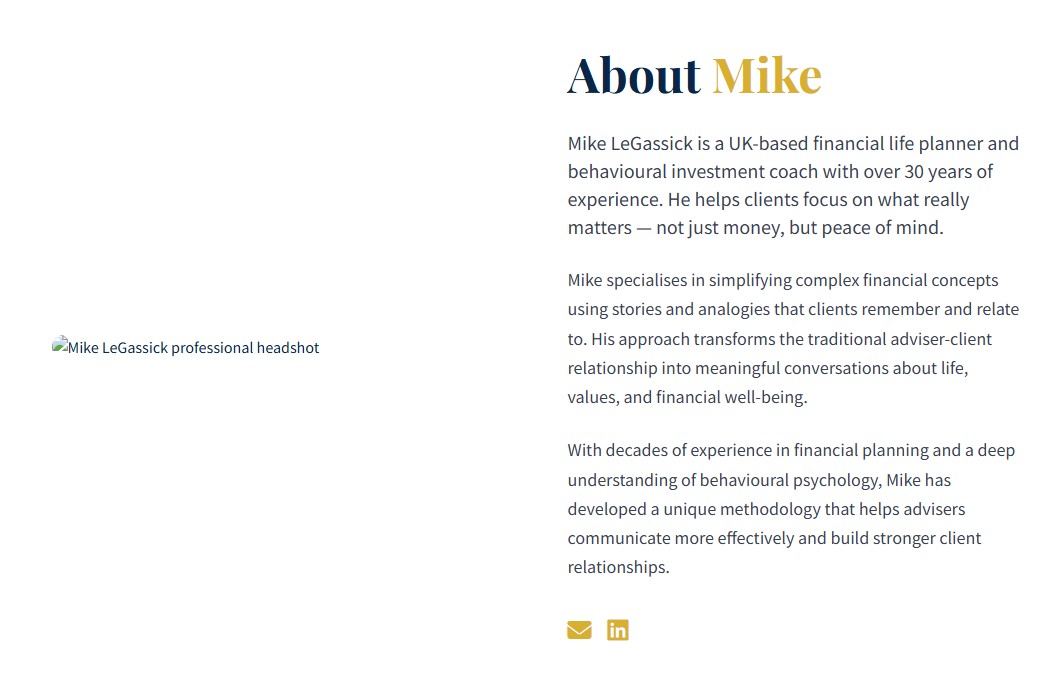 About Mike
Mike LeGassick is a UK-based financial life planner and
behavioural investment coach with over 30 years of
experience. He helps clients focus on what really
matters — not just money, but peace of mind.
Mike specialises in simplifying complex financial concepts
using stories and analogies that clients remember and relate
to. His approach transforms the traditional adviser-client
relationship into meaningful conversations about life,
values, and financial well-being.
With decades of experience in financial planning and a deep
understanding of behavioural psychology, Mike has
developed a unique methodology that helps advisers
communicate more effectively and build stronger client
relationships.
Mike LeGassick professional headshot
in